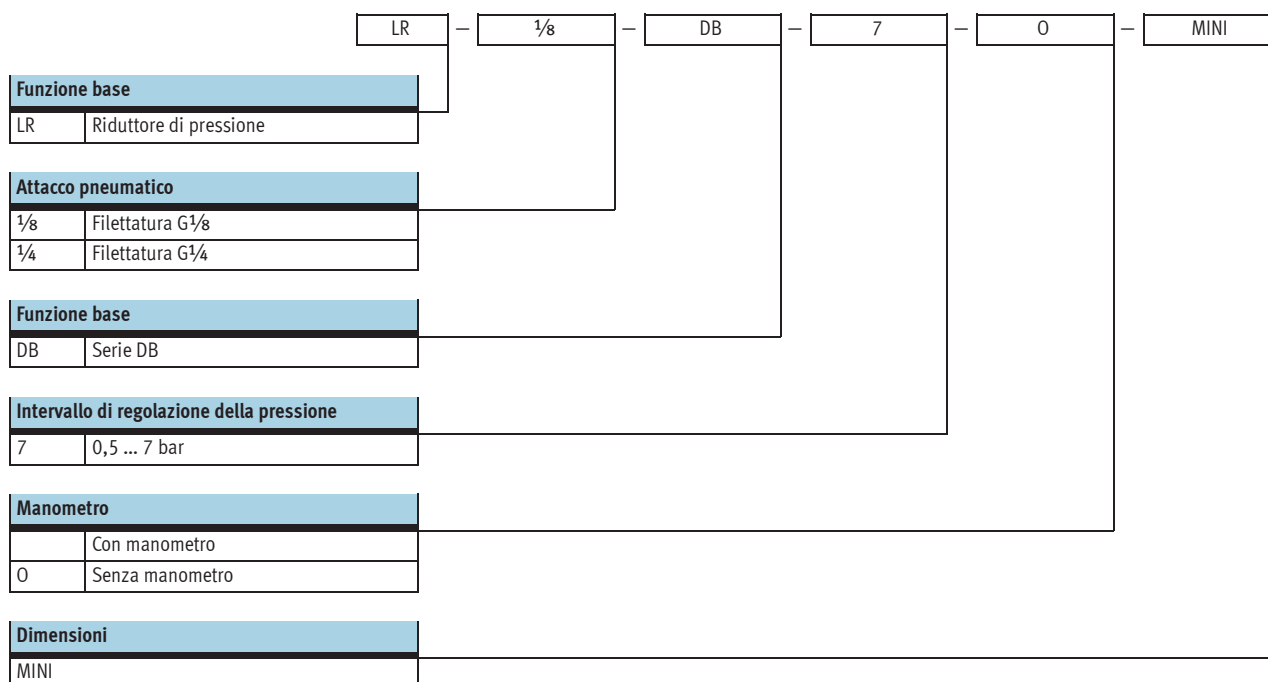 LR – ⅛ – DB – 7 – O – MINI
Funzione base
LR Riduttore di pressione
Attacco pneumatico
⅛ Filettatura G⅛
¼ Filettatura G¼
Funzione base
DB Serie DB
Intervallo di regolazione della pressione
7 0,5 ... 7 bar
Manometro
Con manometro
O Senza manometro
Dimensioni
MINI